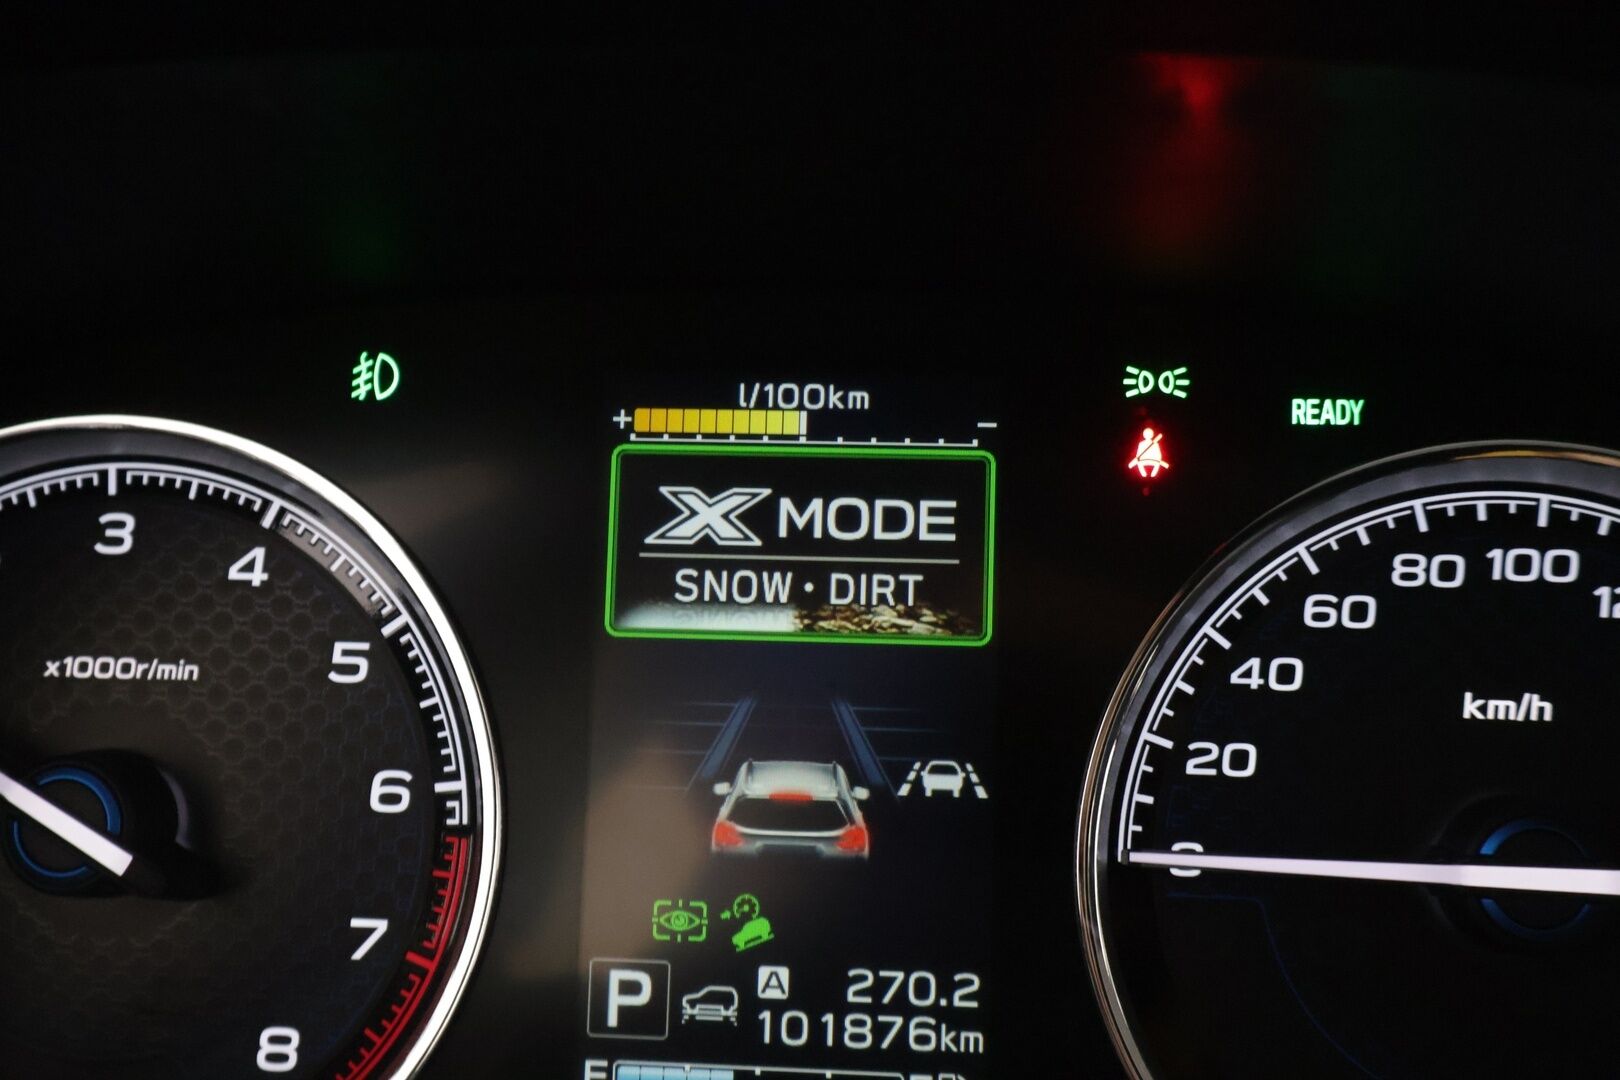 l/100km
+ −
X MODE
SNOW · DIRT
READY
3
4
5
6
7
8
x1000r/min
0
20
40
60
80
100
km/h
P
A 270.2
101876km